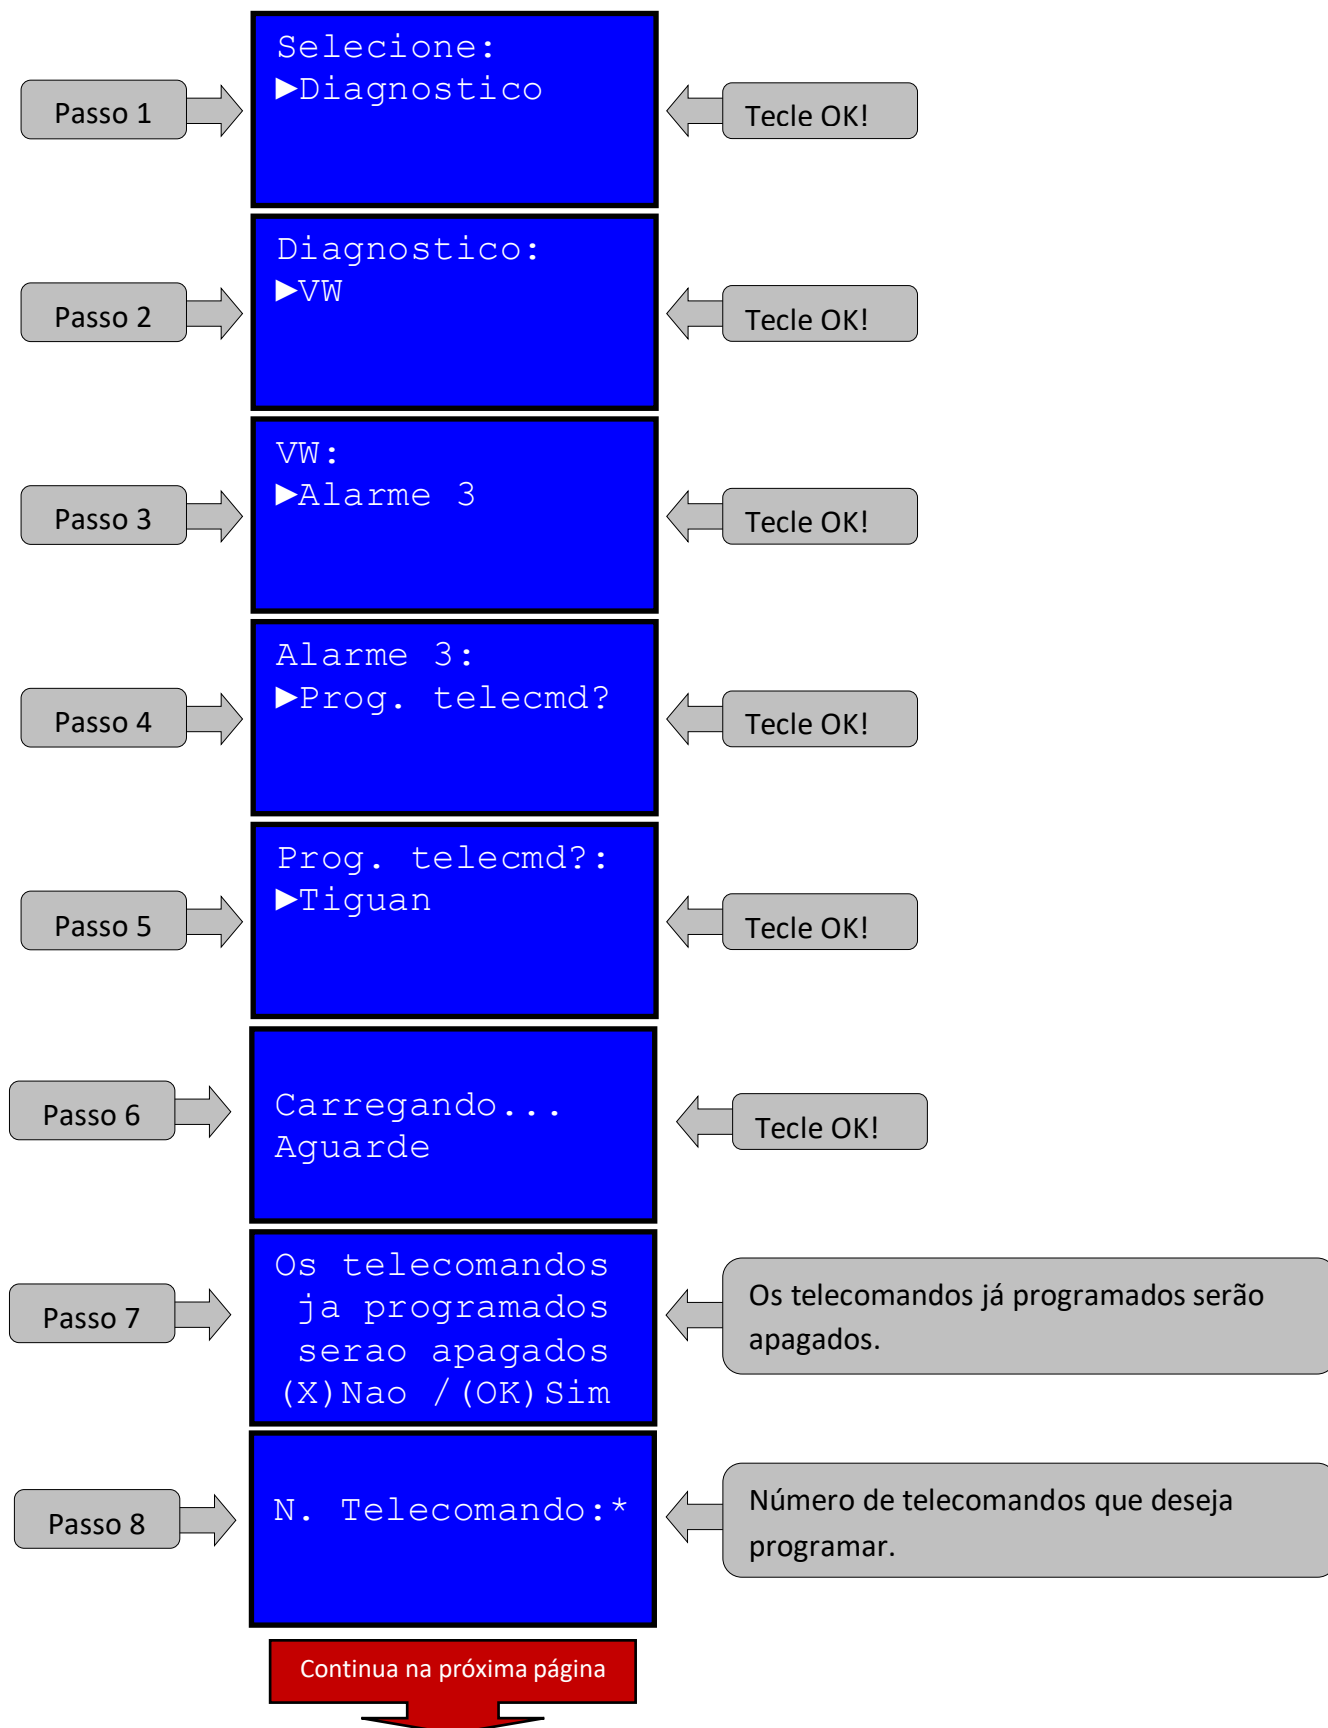 Passo 1
Selecione:
►Diagnostico
Tecle OK!
Passo 2
Diagnostico:
►VW
Tecle OK!
Passo 3
VW:
►Alarme 3
Tecle OK!
Passo 4
Alarme 3:
►Prog. telecmd?
Tecle OK!
Passo 5
Prog. telecmd?:
►Tiguan
Tecle OK!
Passo 6
Carregando...
Aguarde
Tecle OK!
Passo 7
Os telecomandos
ja programados
serao apagados
(X)Nao /(OK)Sim
Os telecomandos já programados serão
apagados.
Passo 8
N. Telecomando:*
Número de telecomandos que deseja
programar.
Continua na próxima página